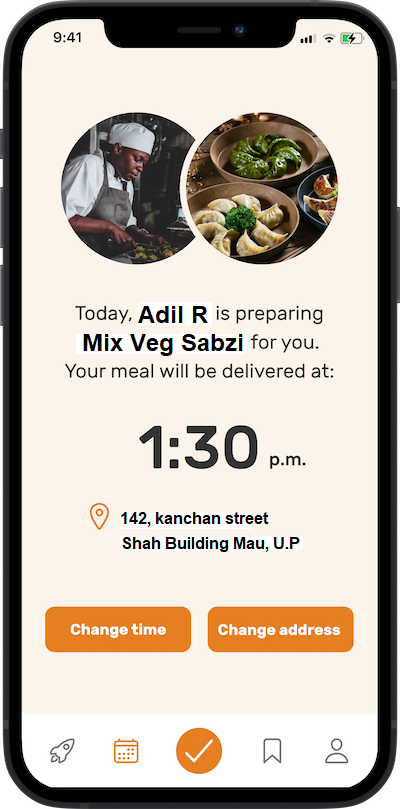 9:41
Today, Adil R is preparing
Mix Veg Sabzi for you.
Your meal will be delivered at:
1:30 p.m.
142, kanchan street
Shah Building Mau, U.P
Change time Change address